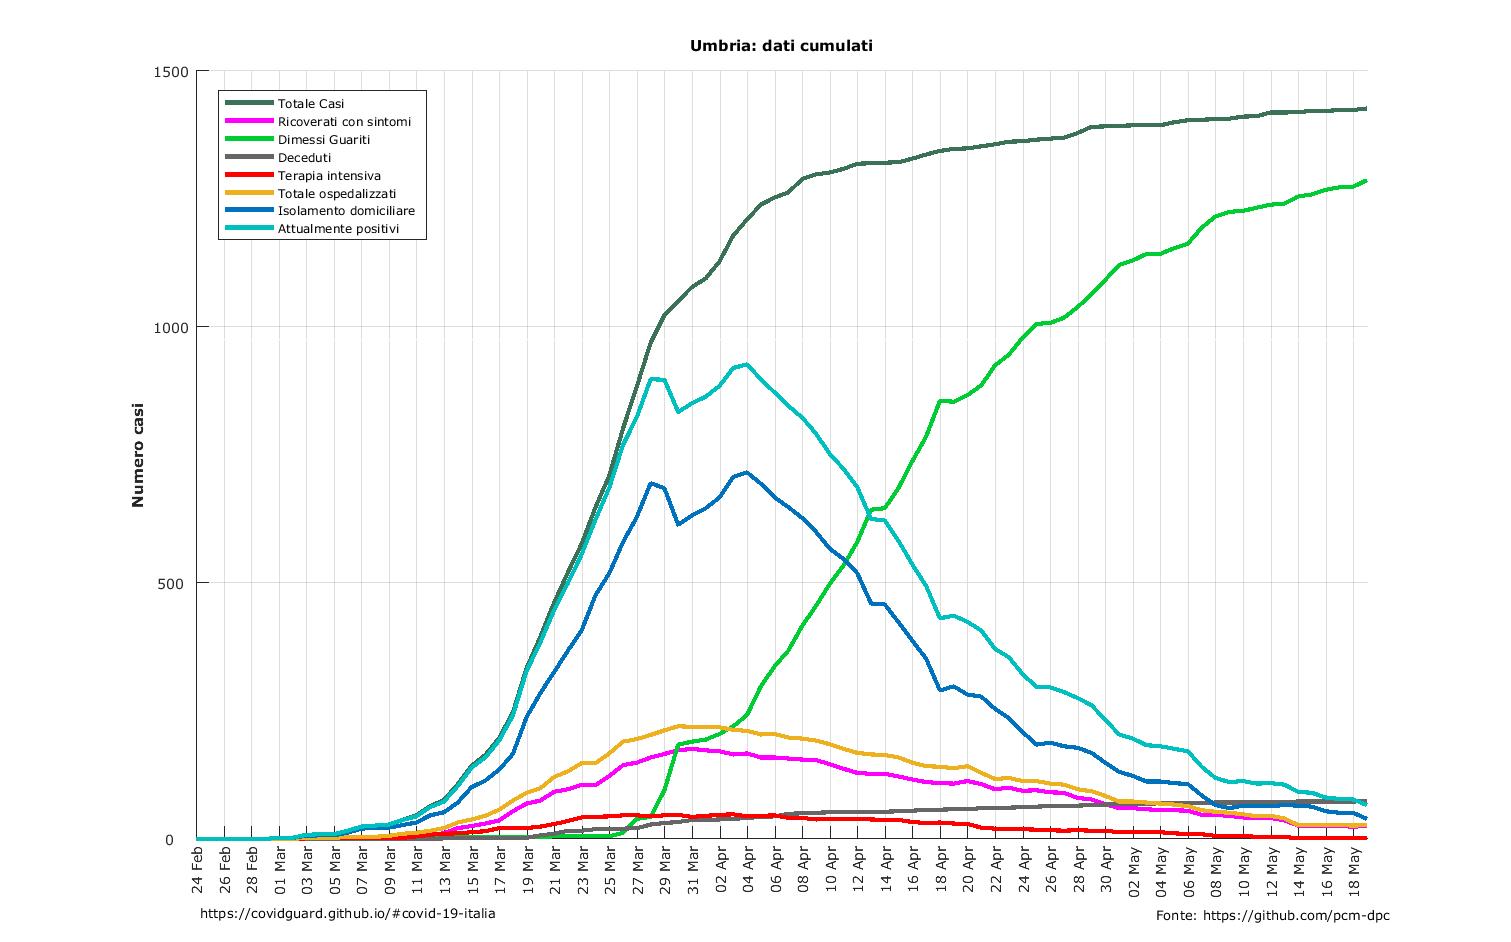 Umbria: dati cumulati
1500
1000
500
0
Numero casi
Totale Casi
Ricoverati con sintomi
Dimessi Guariti
Deceduti
Terapia intensiva
Totale ospedalizzati
Isolamento domiciliare
Attualmente positivi
24 Feb
26 Feb
28 Feb
01 Mar
03 Mar
05 Mar
07 Mar
09 Mar
11 Mar
13 Mar
15 Mar
17 Mar
19 Mar
21 Mar
23 Mar
25 Mar
27 Mar
29 Mar
31 Mar
02 Apr
04 Apr
06 Apr
08 Apr
10 Apr
12 Apr
14 Apr
16 Apr
18 Apr
20 Apr
22 Apr
24 Apr
26 Apr
28 Apr
30 Apr
02 May
04 May
06 May
08 May
10 May
12 May
14 May
16 May
18 May
https://covidguard.github.io/#covid-19-italia
Fonte: https://github.com/pcm-dpc